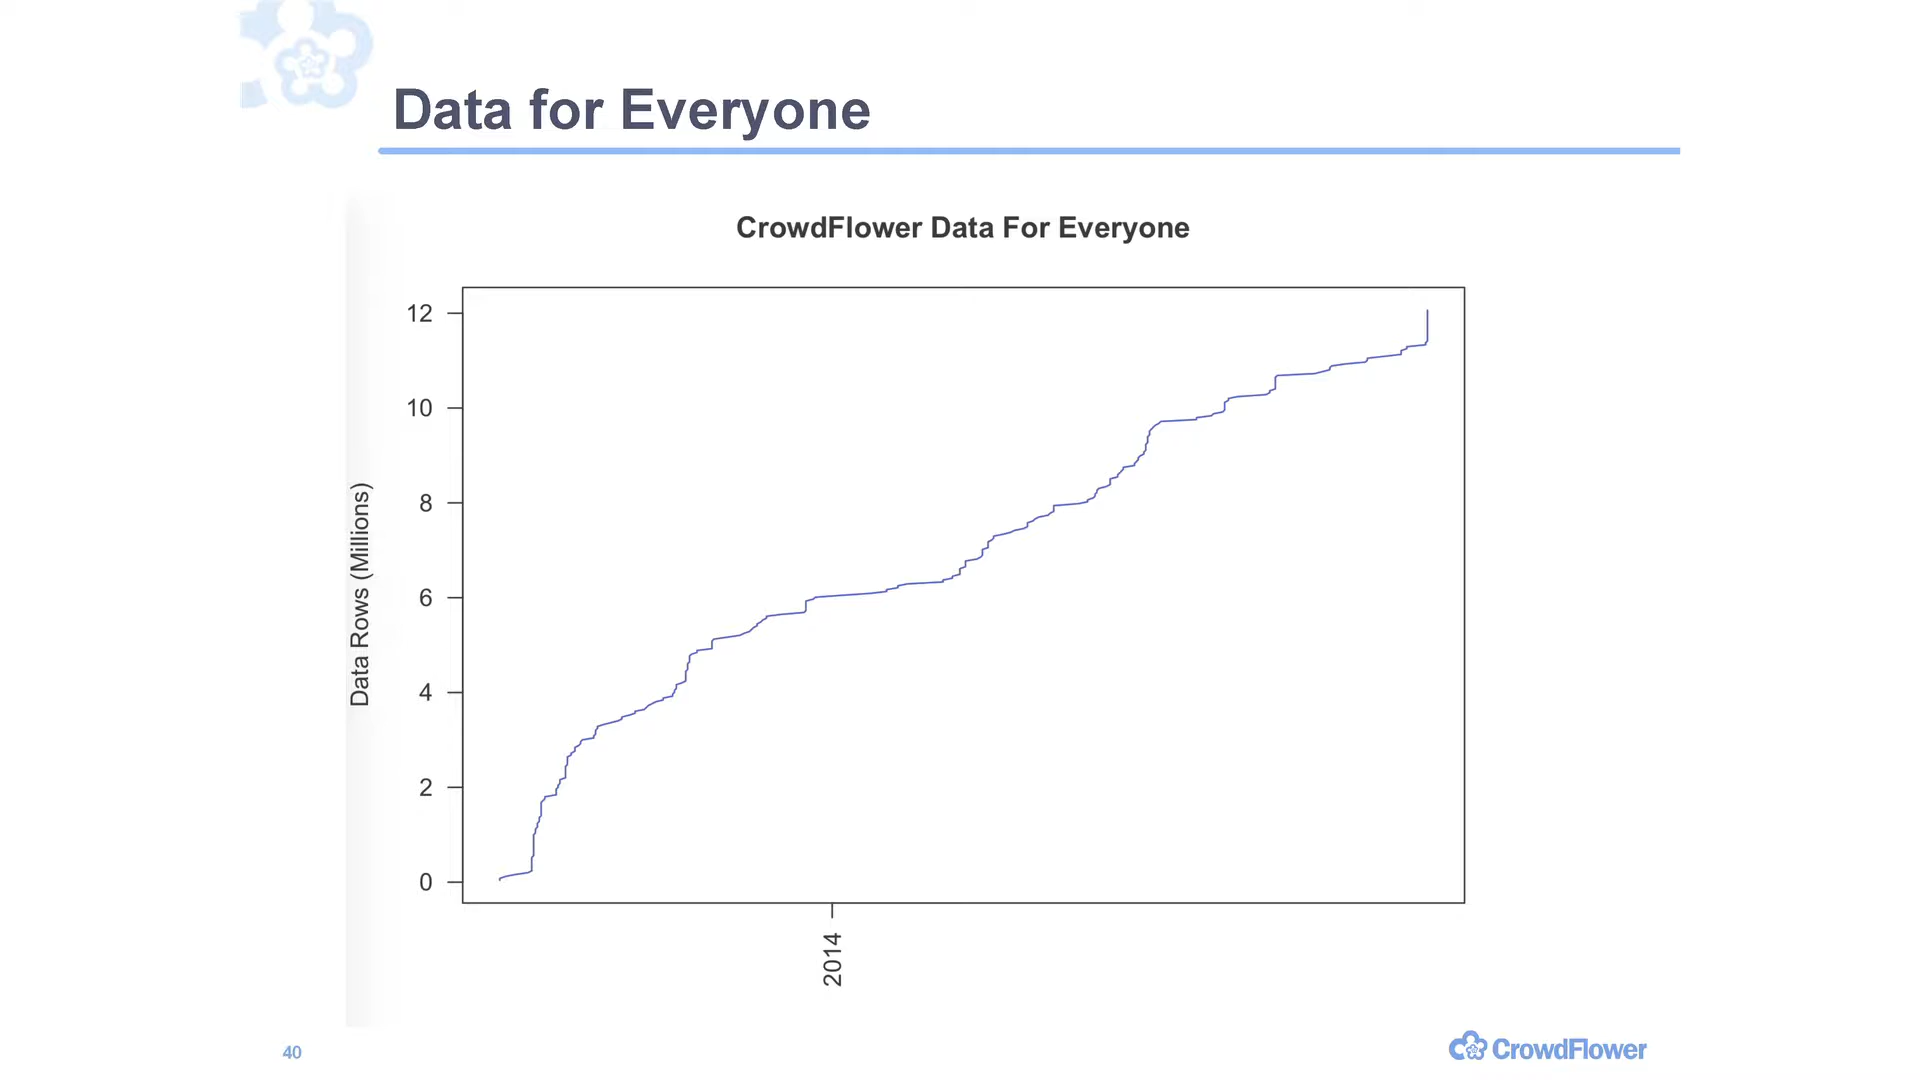 Data for Everyone
CrowdFlower Data For Everyone
12
10
8
6
4
2
0
Data Rows (Millions)
2014
40
CrowdFlower